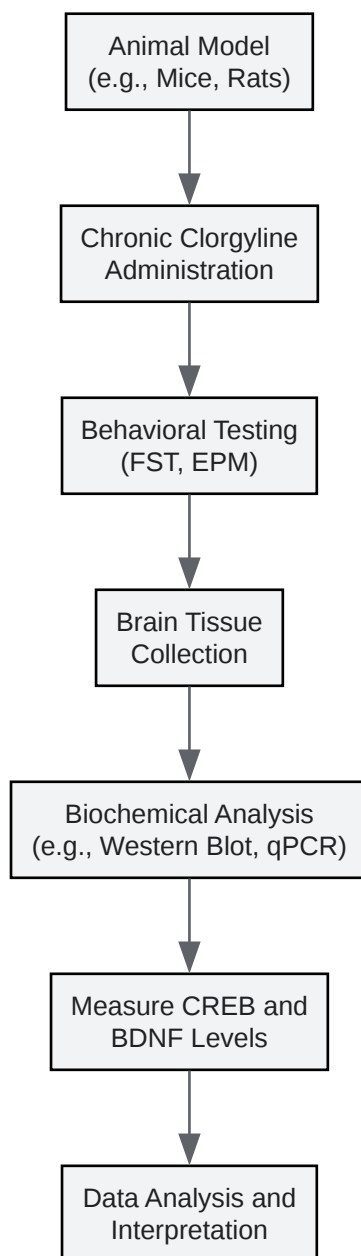 Animal Model
(e.g., Mice, Rats)
Chronic Clorgyline
Administration
Behavioral Testing
(FST, EPM)
Brain Tissue
Collection
Biochemical Analysis
(e.g., Western Blot, qPCR)
Measure CREB and
BDNF Levels
Data Analysis and
Interpretation